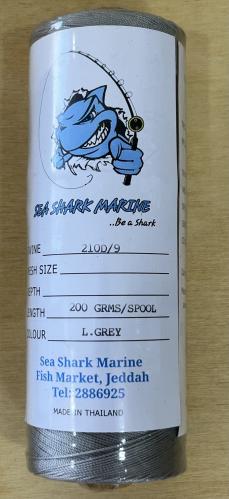 SEA SHARK MARINE
..Be a Shark
WINE 210D/9
ESH SIZE
EPTH
ENGTH 200 GRMS/SPOOL
OLOUR L.GREY
Sea Shark Marine
Fish Market, Jeddah
Tel: 2886925
MADE IN THAILAND